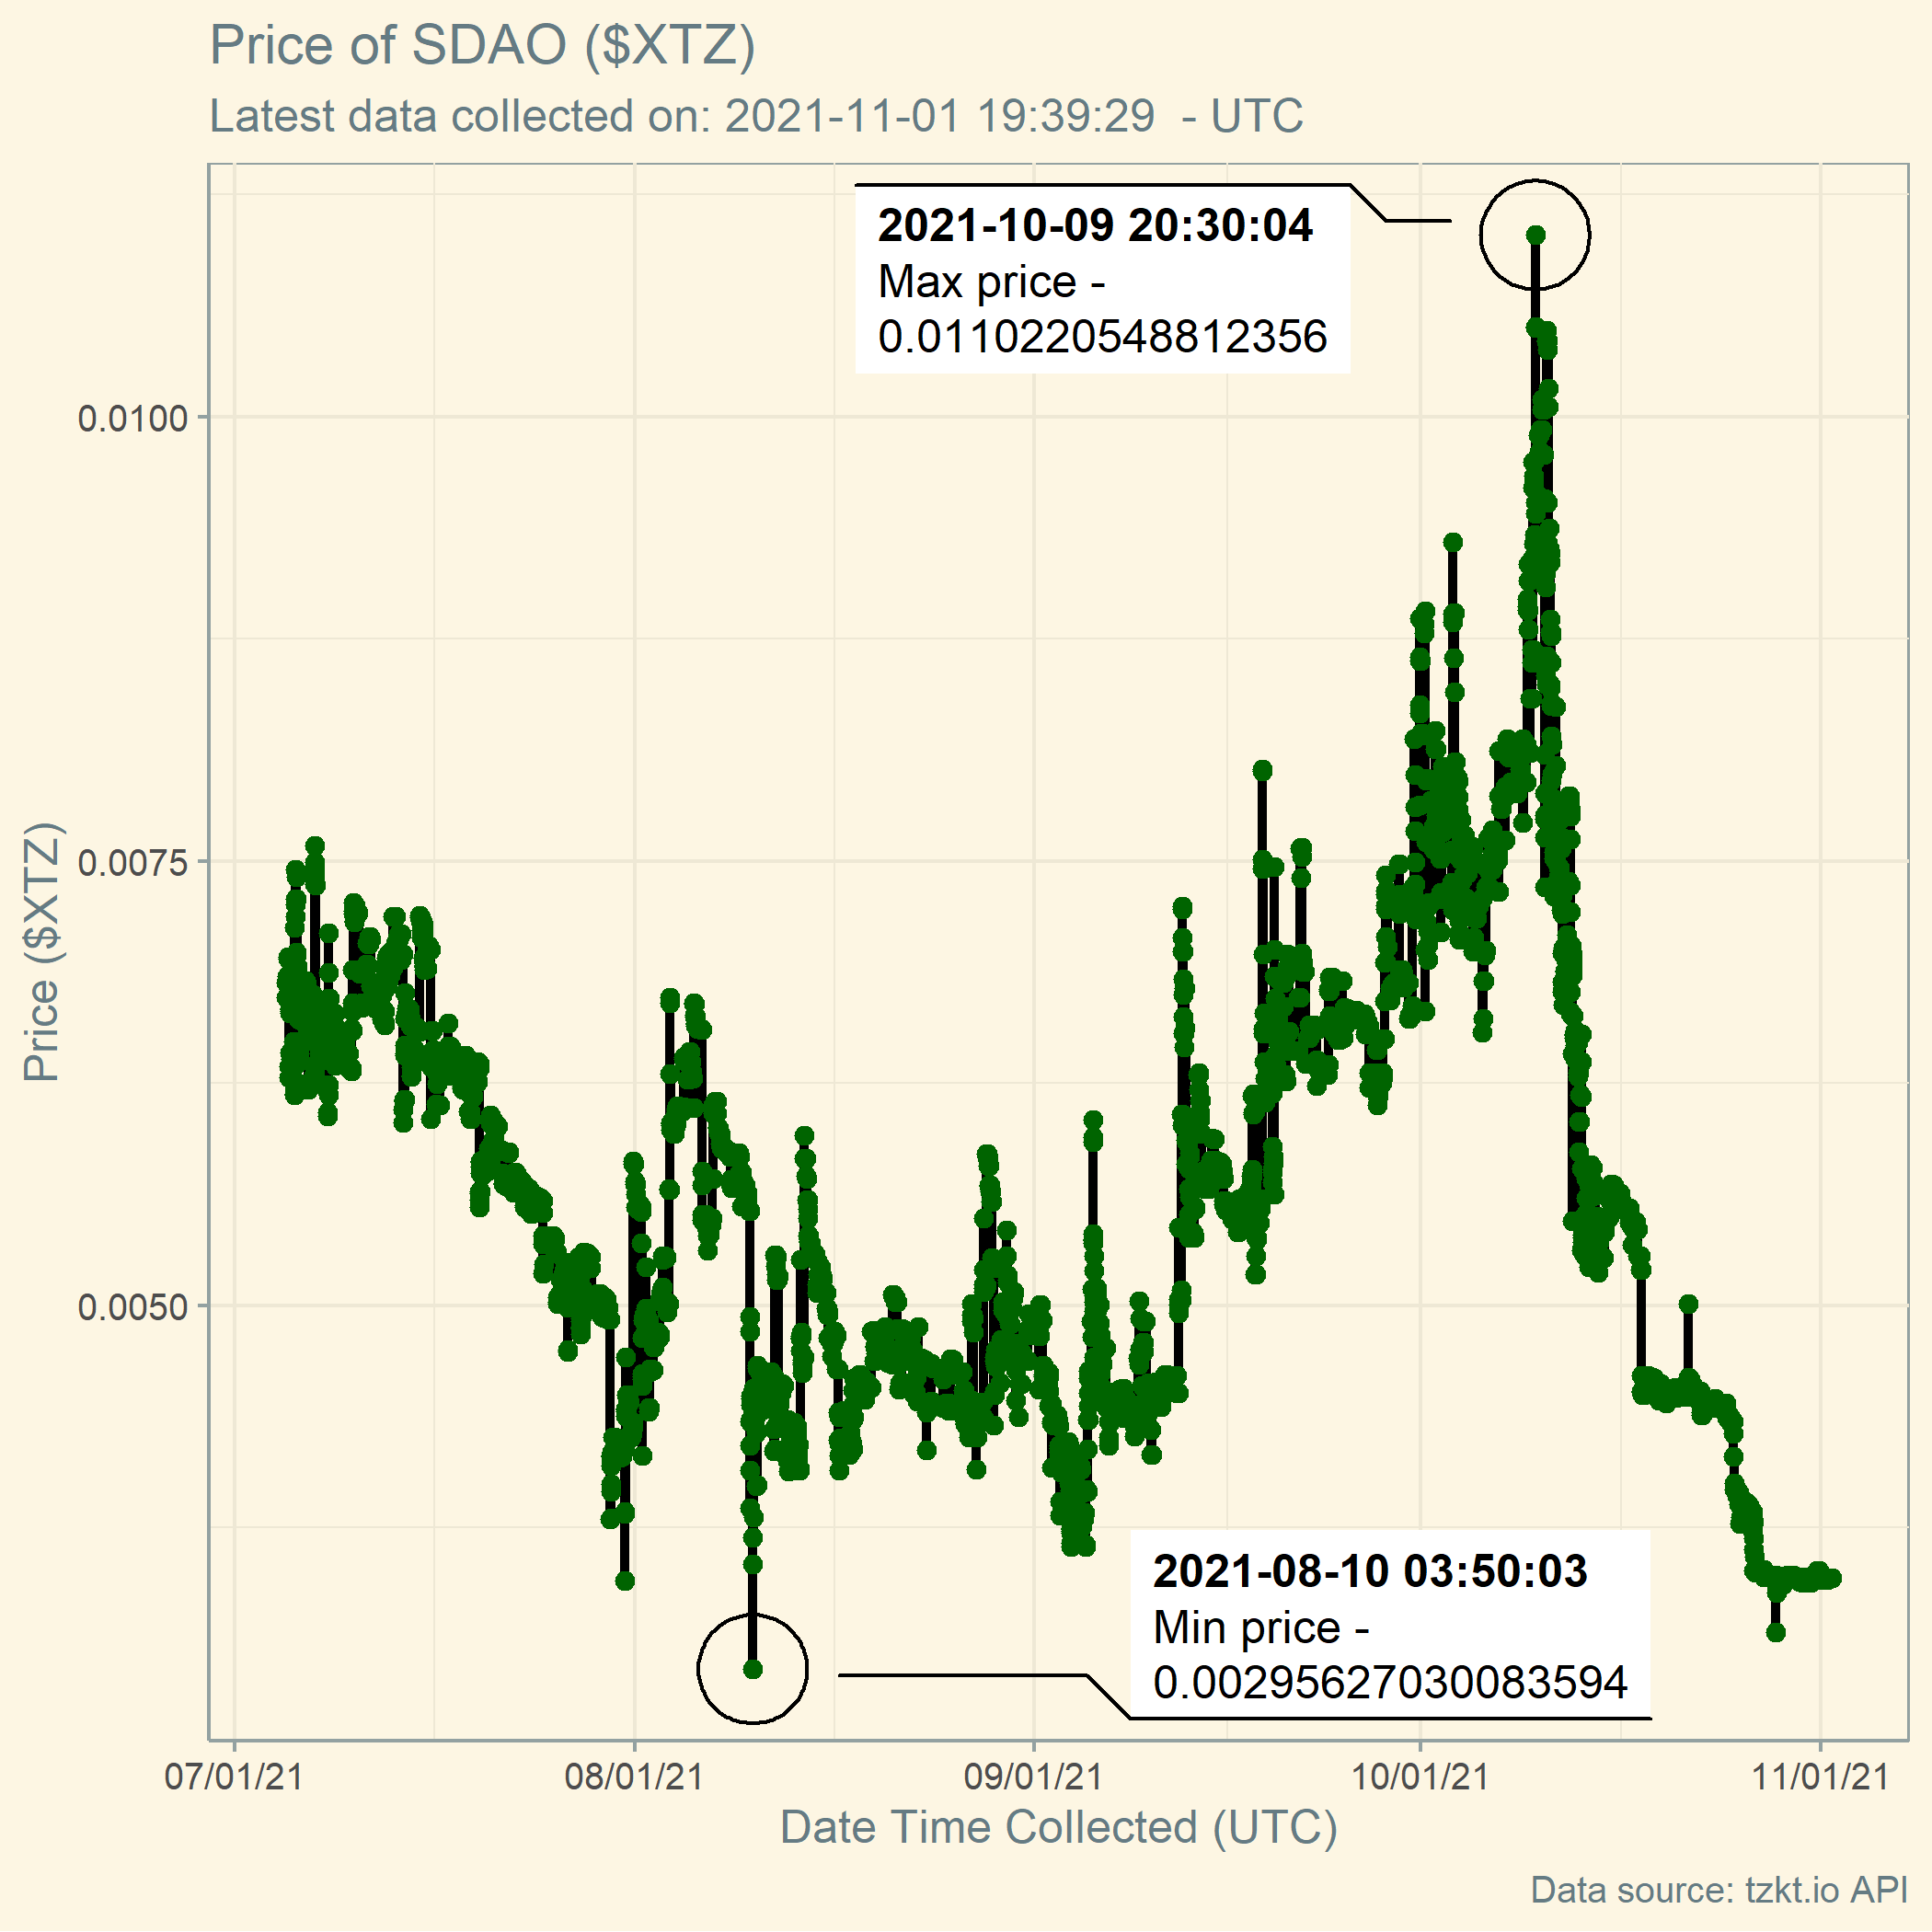 Price of SDAO ($XTZ)
Latest data collected on: 2021-11-01 19:39:29  - UTC
2021-10-09 20:30:04
Max price -
0.0110220548812356
0.0100
0.0075
0.0050
Price ($XTZ)
2021-08-10 03:50:03
Min price -
0.00295627030083594
07/01/21
08/01/21
09/01/21
10/01/21
11/01/21
Date Time Collected (UTC)
Data source: tzkt.io API